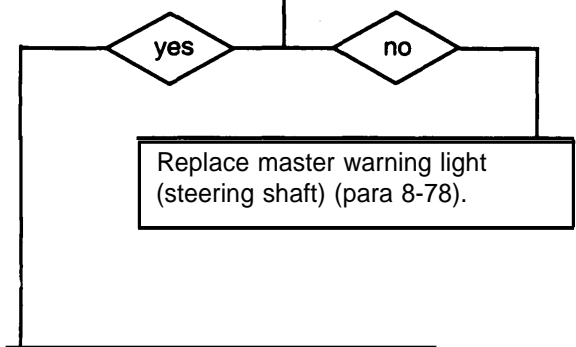 yes
no
Replace master warning light
(steering shaft) (para 8-78).